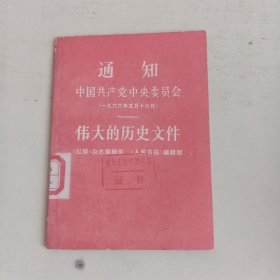 通知
中国共产党中央委员会
（一九六六年五月十六日）
伟大的历史文件
《红旗》杂志编辑部 《人民日报》编辑部
藏书